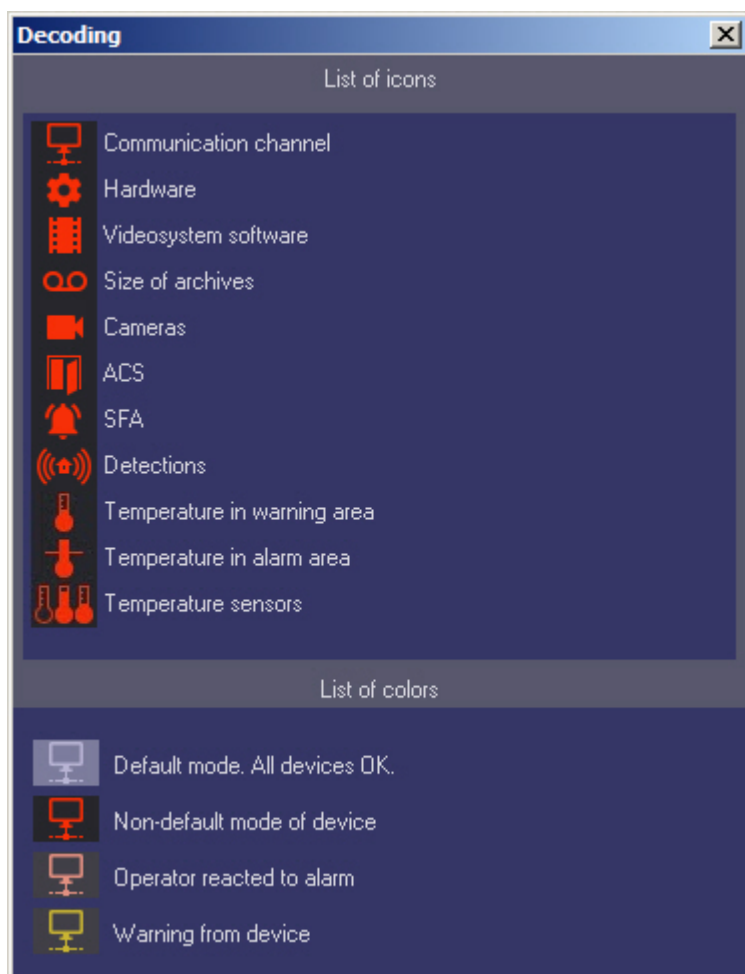 Decoding
List of icons
Communication channel
Hardware
Videosystem software
Size of archives
Cameras
ACS
SFA
Detections
Temperature in warning area
Temperature in alarm area
Temperature sensors
List of colors
Default mode. All devices OK.
Non-default mode of device
Operator reacted to alarm
Warning from device